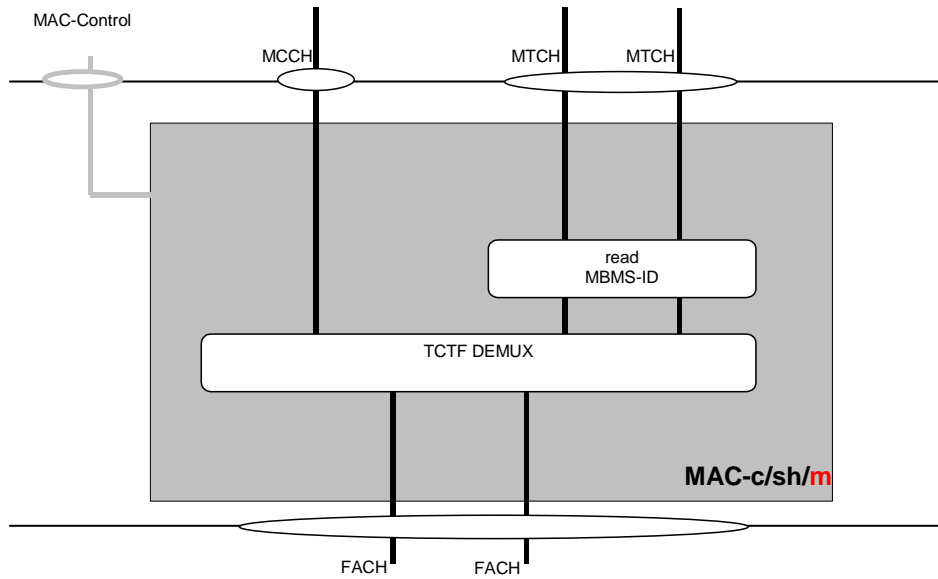 MAC-Control
MCCH
MTCH
MTCH
read
MBMS-ID
TCTF DEMUX
MAC-c/sh/m
FACH
FACH